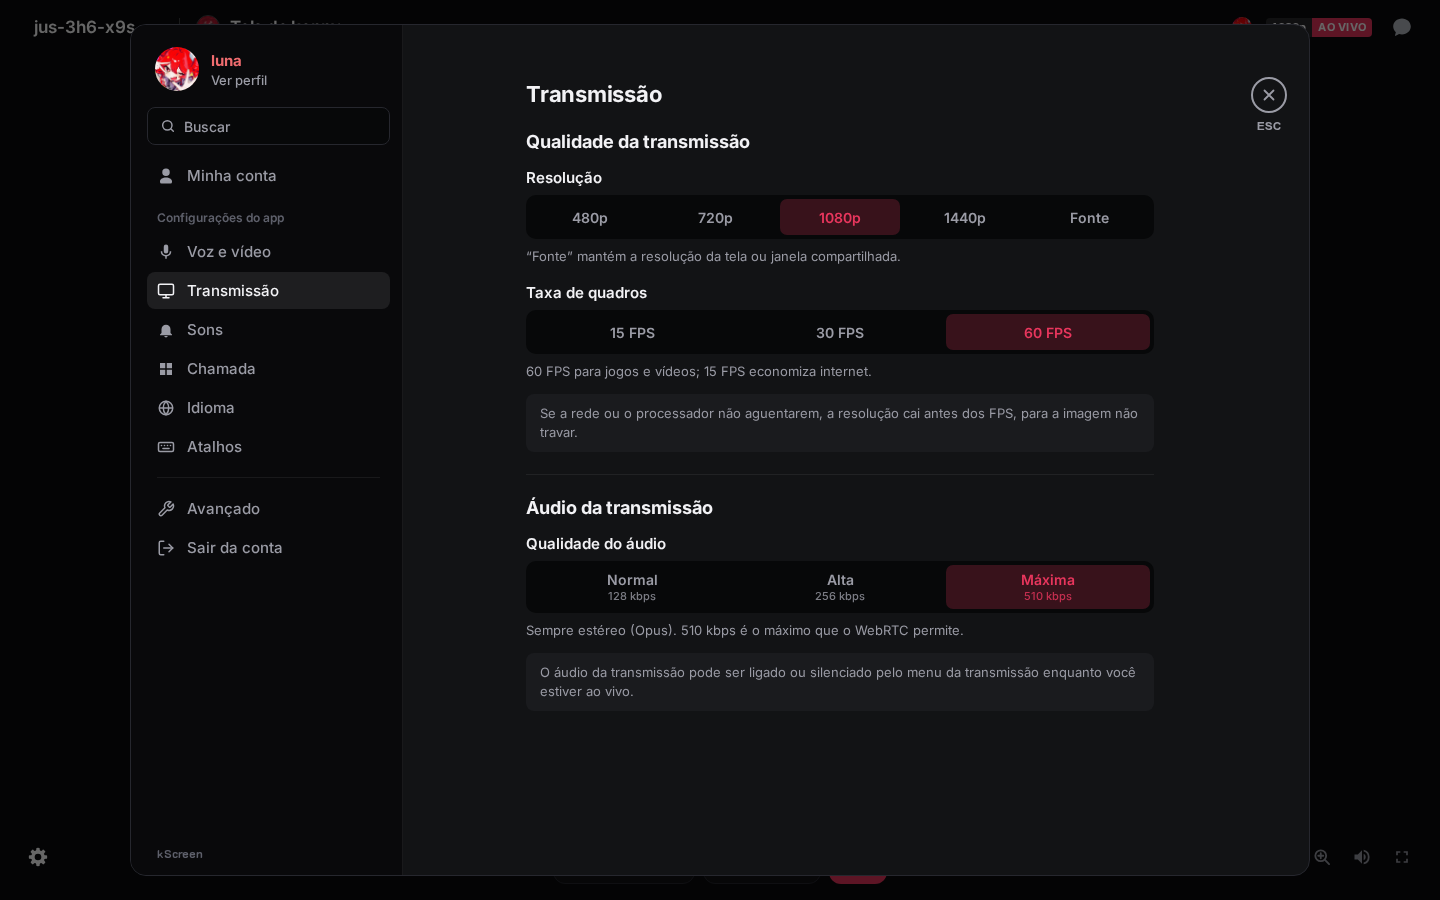 jus-3h6-x9s
AO VIVO
luna
Ver perfil
Buscar
Minha conta
Configurações do app
Voz e vídeo
Transmissão
Sons
Chamada
Idioma
Atalhos
Avançado
Sair da conta
kScreen
Transmissão
ESC
Qualidade da transmissão
Resolução
480p 720p 1080p 1440p Fonte
“Fonte” mantém a resolução da tela ou janela compartilhada.
Taxa de quadros
15 FPS 30 FPS 60 FPS
60 FPS para jogos e vídeos; 15 FPS economiza internet.
Se a rede ou o processador não aguentarem, a resolução cai antes dos FPS, para a imagem não
travar.
Áudio da transmissão
Qualidade do áudio
Normal Alta Máxima
128 kbps 256 kbps 510 kbps
Sempre estéreo (Opus). 510 kbps é o máximo que o WebRTC permite.
O áudio da transmissão pode ser ligado ou silenciado pelo menu da transmissão enquanto você
estiver ao vivo.